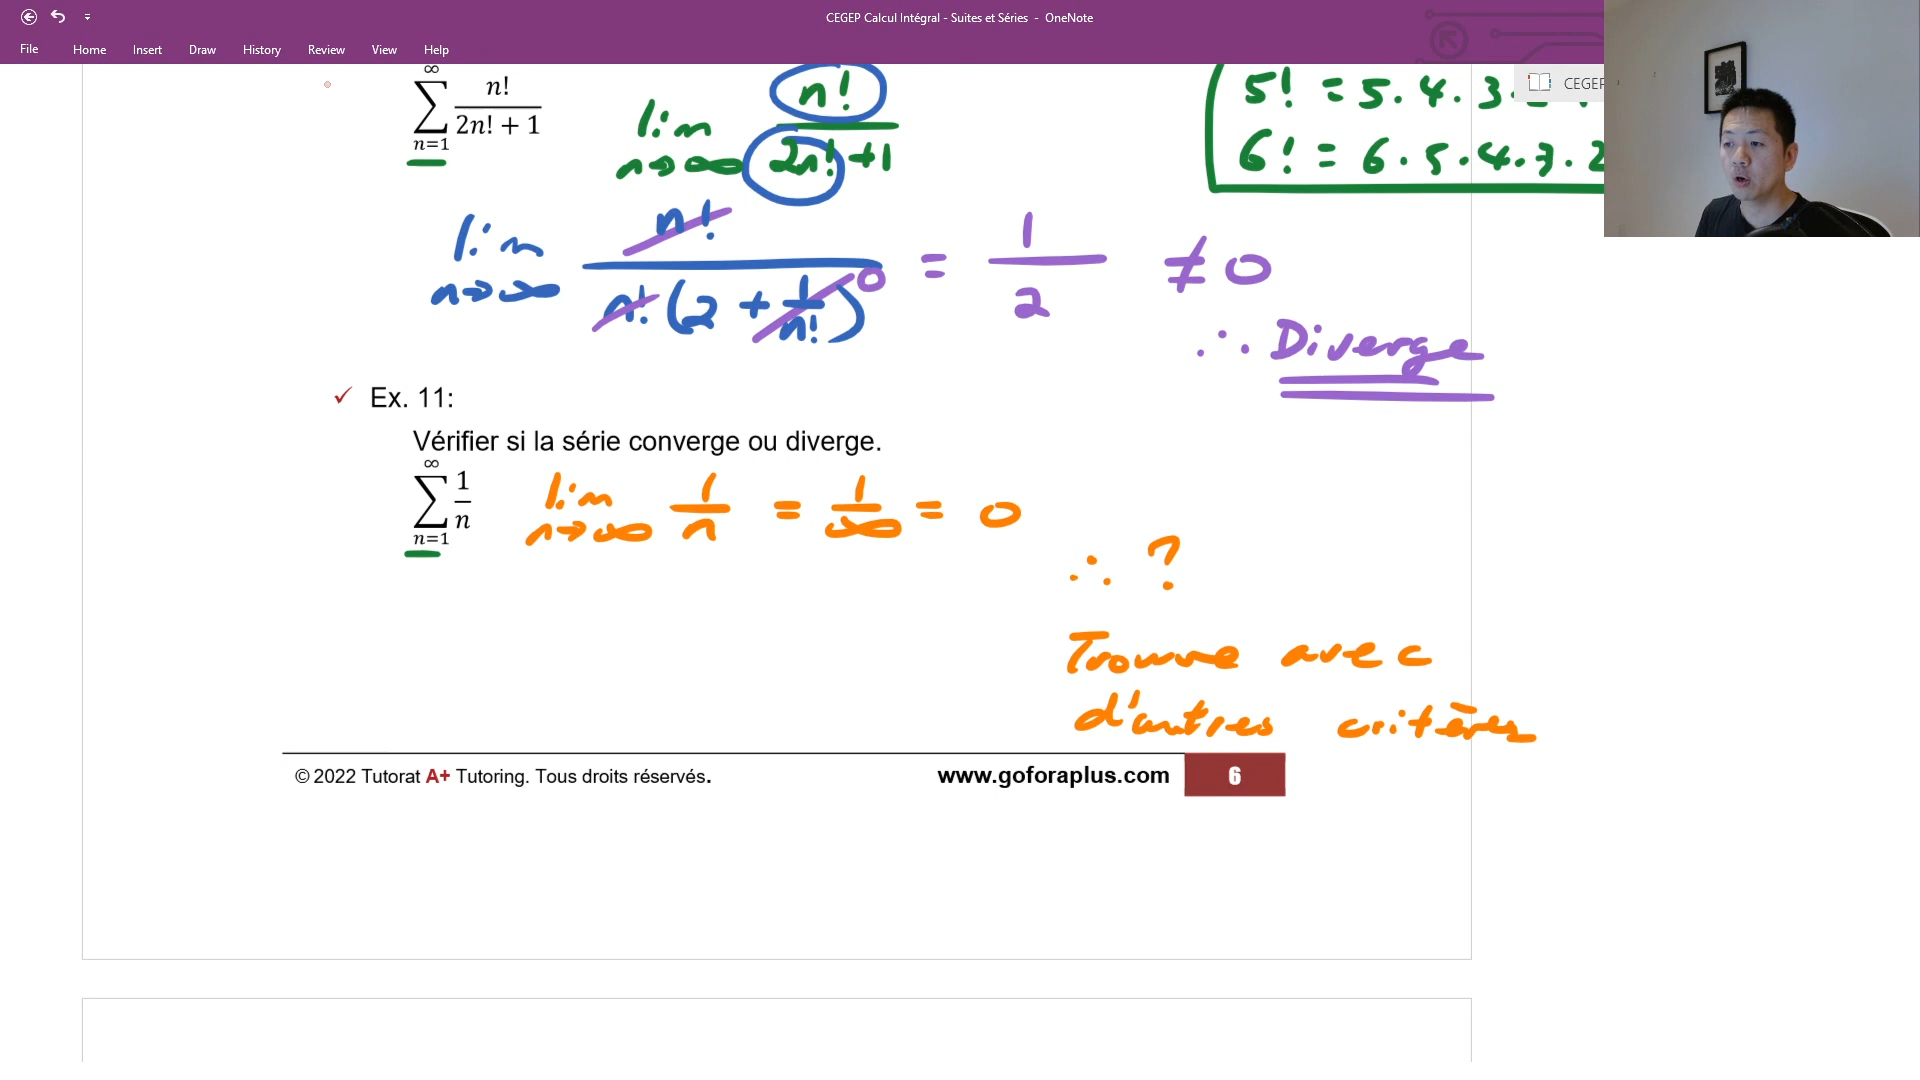 CEGEP Calcul Intégral - Suites et Séries - OneNote
File Home Insert Draw History Review View Help
CEGEP
∞
∑ n! / (2n! + 1)
n=1
lim n→∞ n! / (2n! + 1)
5! = 5.4.3.
6! = 6.5.4.3.2
lim n→∞ n! / (n! (2 + 1/n!)) 0 = 1/2 ≠ 0
∴ Diverge
✓ Ex. 11:
Vérifier si la série converge ou diverge.
∞
∑ 1/n
n=1
lim n→∞ 1/n = 1/∞ = 0
∴ ?
Trouve avec
d'autres critères
© 2022 Tutorat A+ Tutoring. Tous droits réservés.
www.goforaplus.com 6